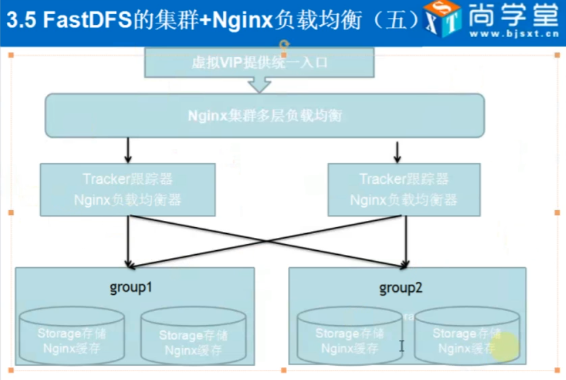 3.5 FastDFS的集群+Nginx负载均衡（五）
尚学堂
www.bjsxt.com
虚拟VIP提供统一入口
Nginx集群多层负载均衡
Tracker跟踪器
Nginx负载均衡器
Tracker跟踪器
Nginx负载均衡器
group1
group2
Storage存储
Nginx缓存
Storage存储
Nginx缓存
Storage存储
Nginx缓存
Storage存储
Nginx缓存